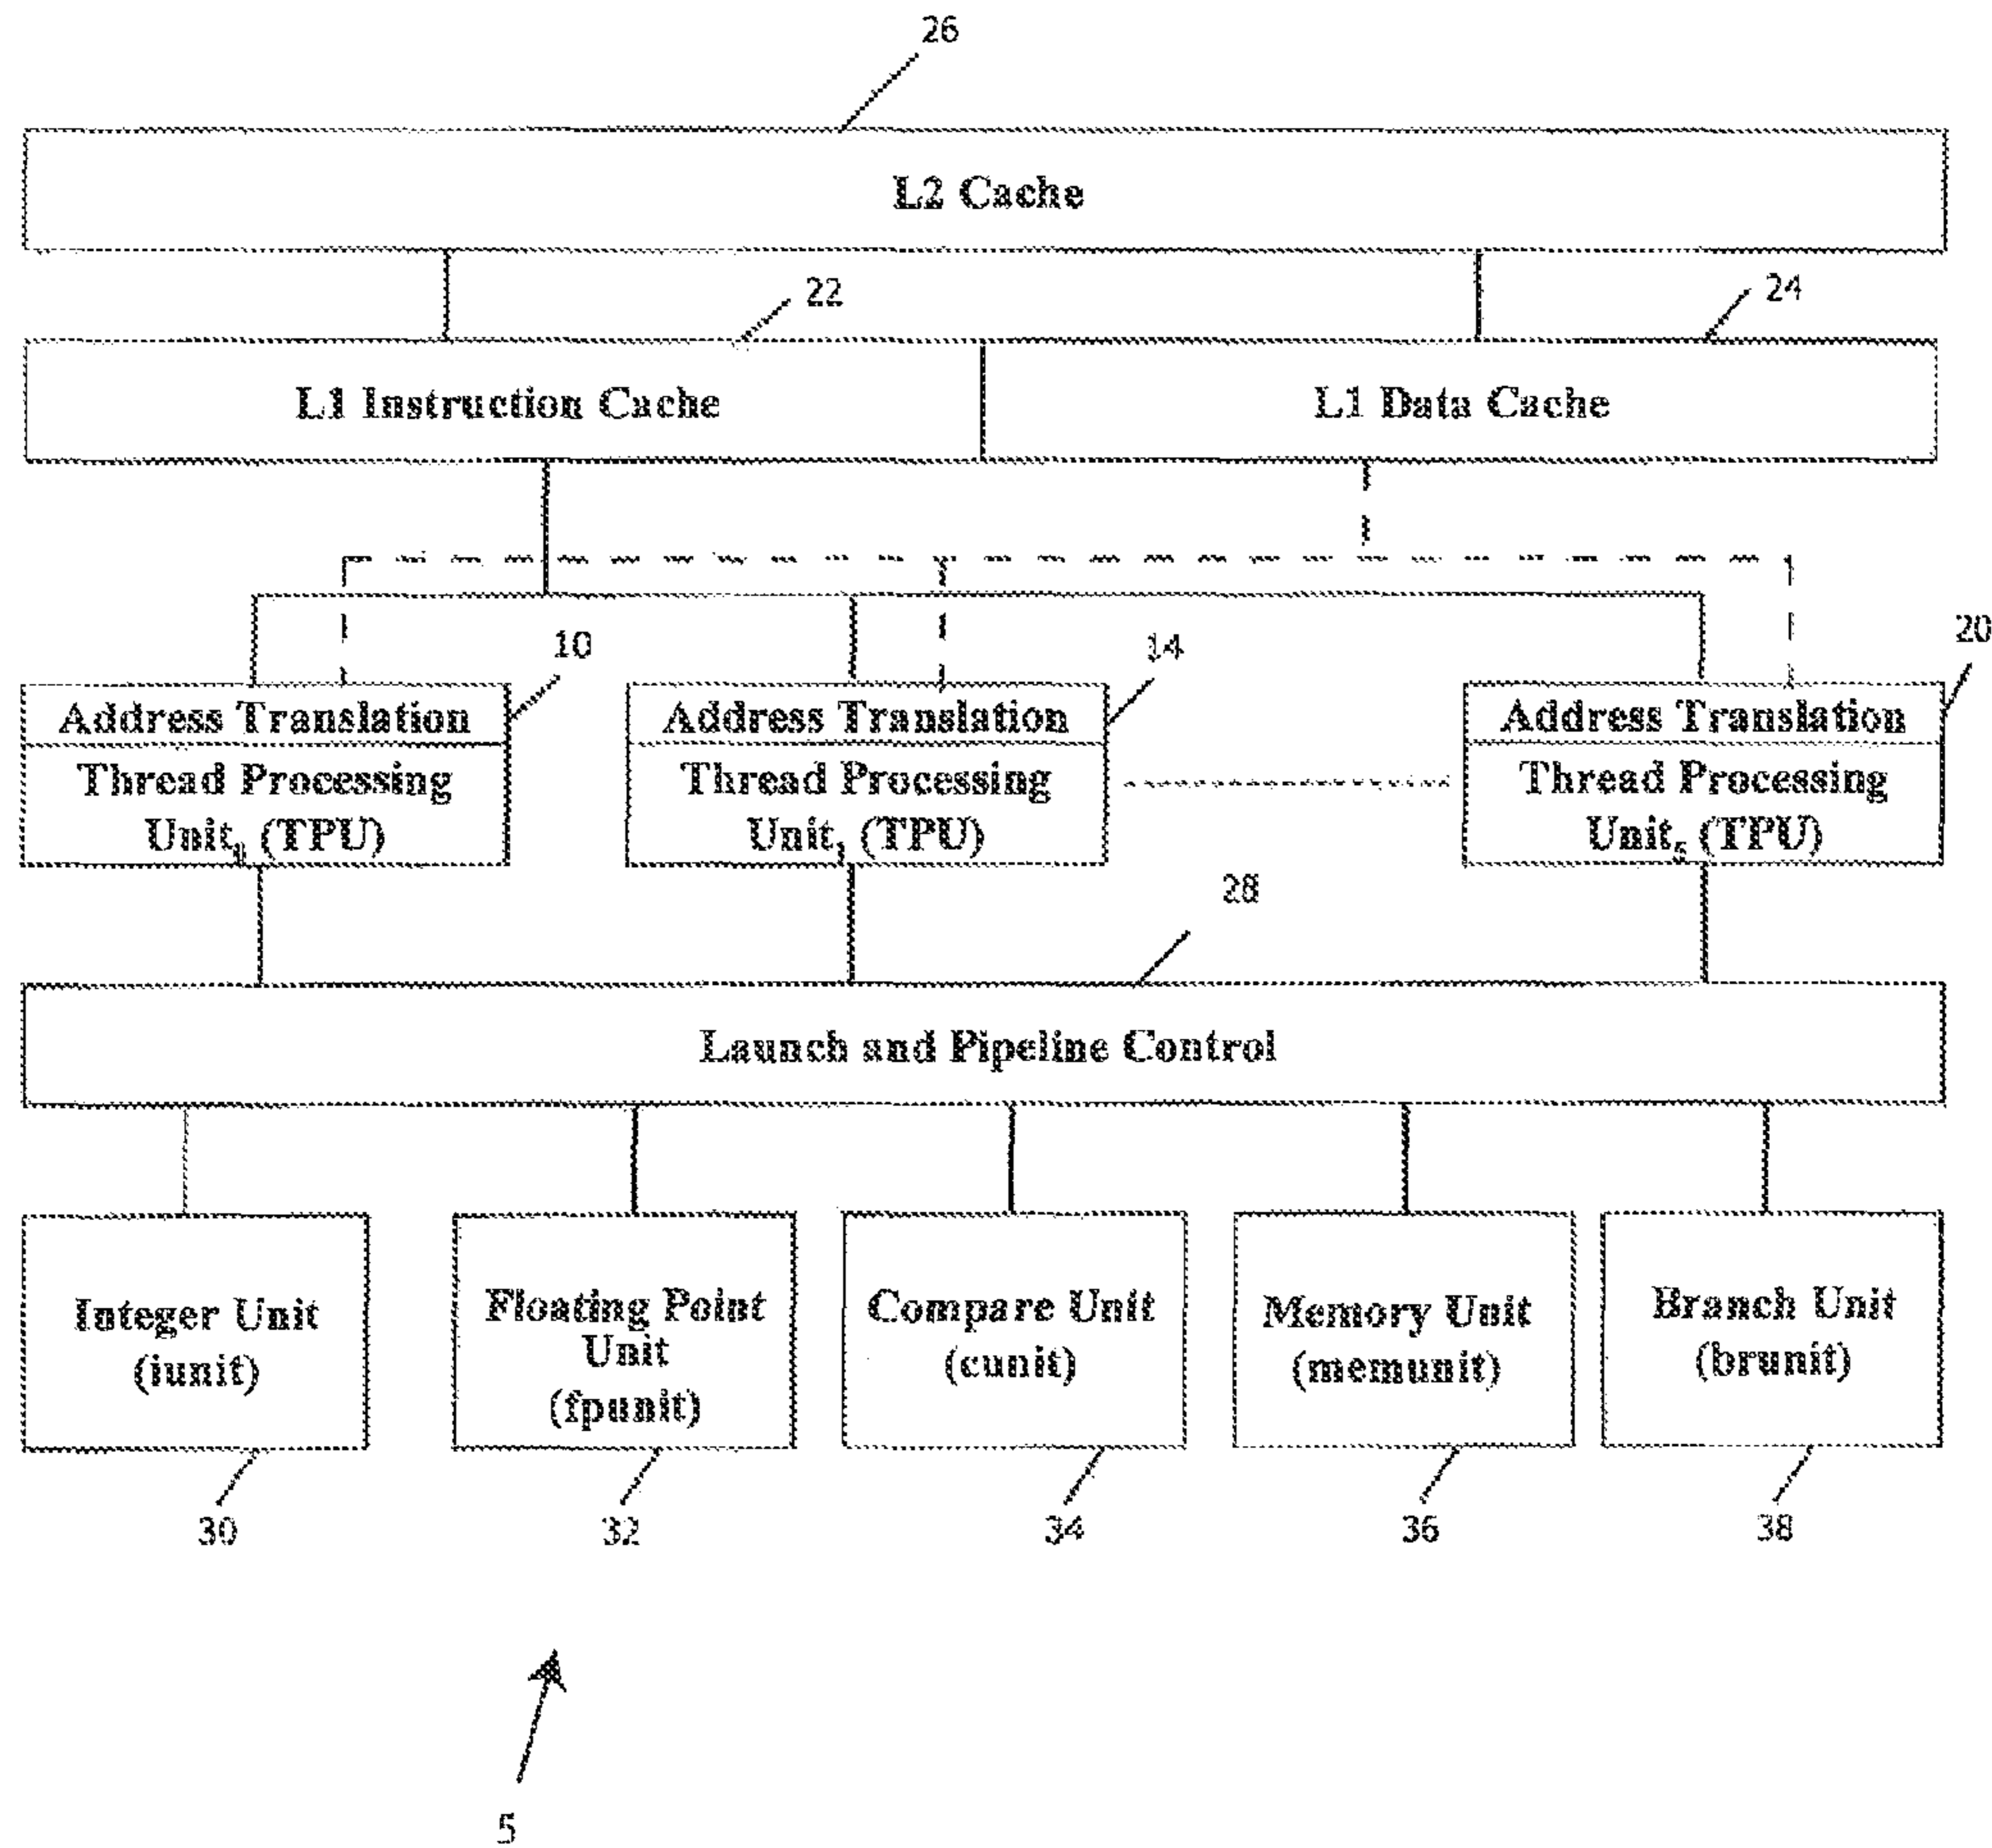 26
L2 Cache
22
24
L1 Instruction Cache
L1 Data Cache
10
14
20
Address Translation
Thread Processing
Unit (TPU)
Address Translation
Thread Processing
Unit (TPU)
Address Translation
Thread Processing
Unit5 (TPU)
28
Launch and Pipeline Control
Integer Unit
(iunit)
Floating Point
Unit
(fpunit)
Compare Unit
(cunit)
Memory Unit
(memunit)
Branch Unit
(brunit)
30
32
34
36
38
5